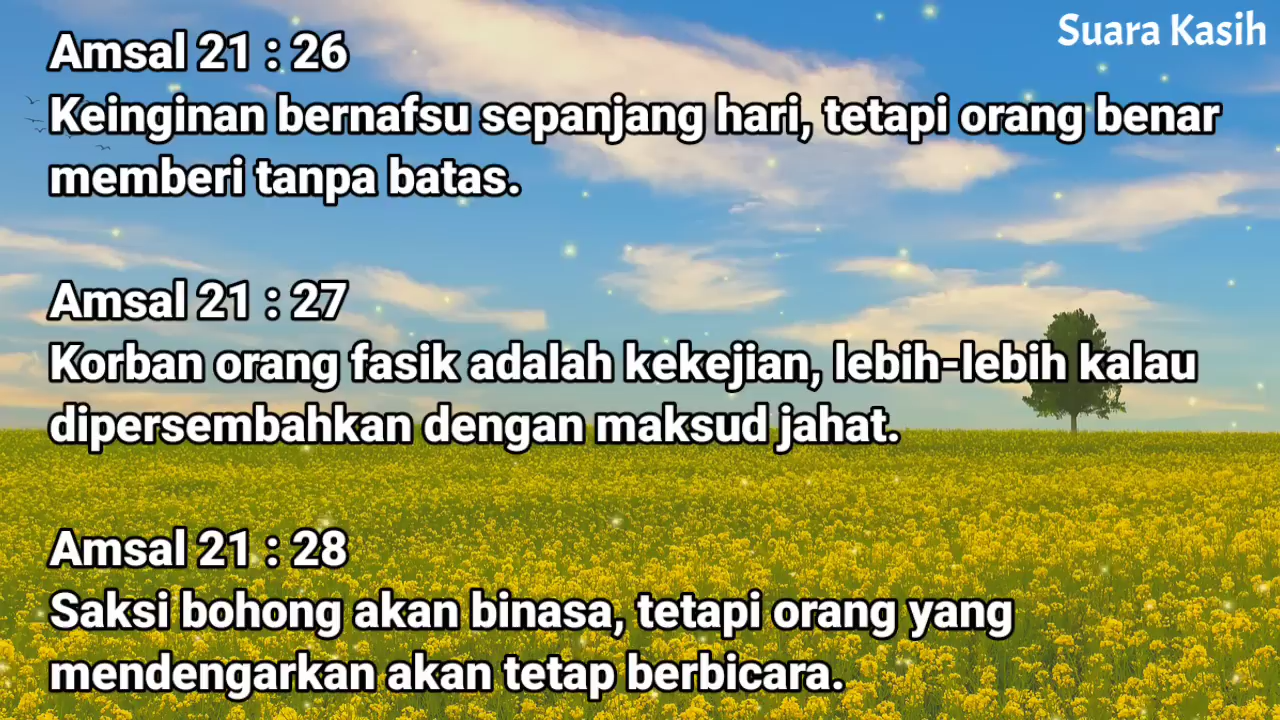 Suara Kasih
Amsal 21 : 26
Keinginan bernafsu sepanjang hari, tetapi orang benar
memberi tanpa batas.
Amsal 21 : 27
Korban orang fasik adalah kekejian, lebih-lebih kalau
dipersembahkan dengan maksud jahat.
Amsal 21 : 28
Saksi bohong akan binasa, tetapi orang yang
mendengarkan akan tetap berbicara.